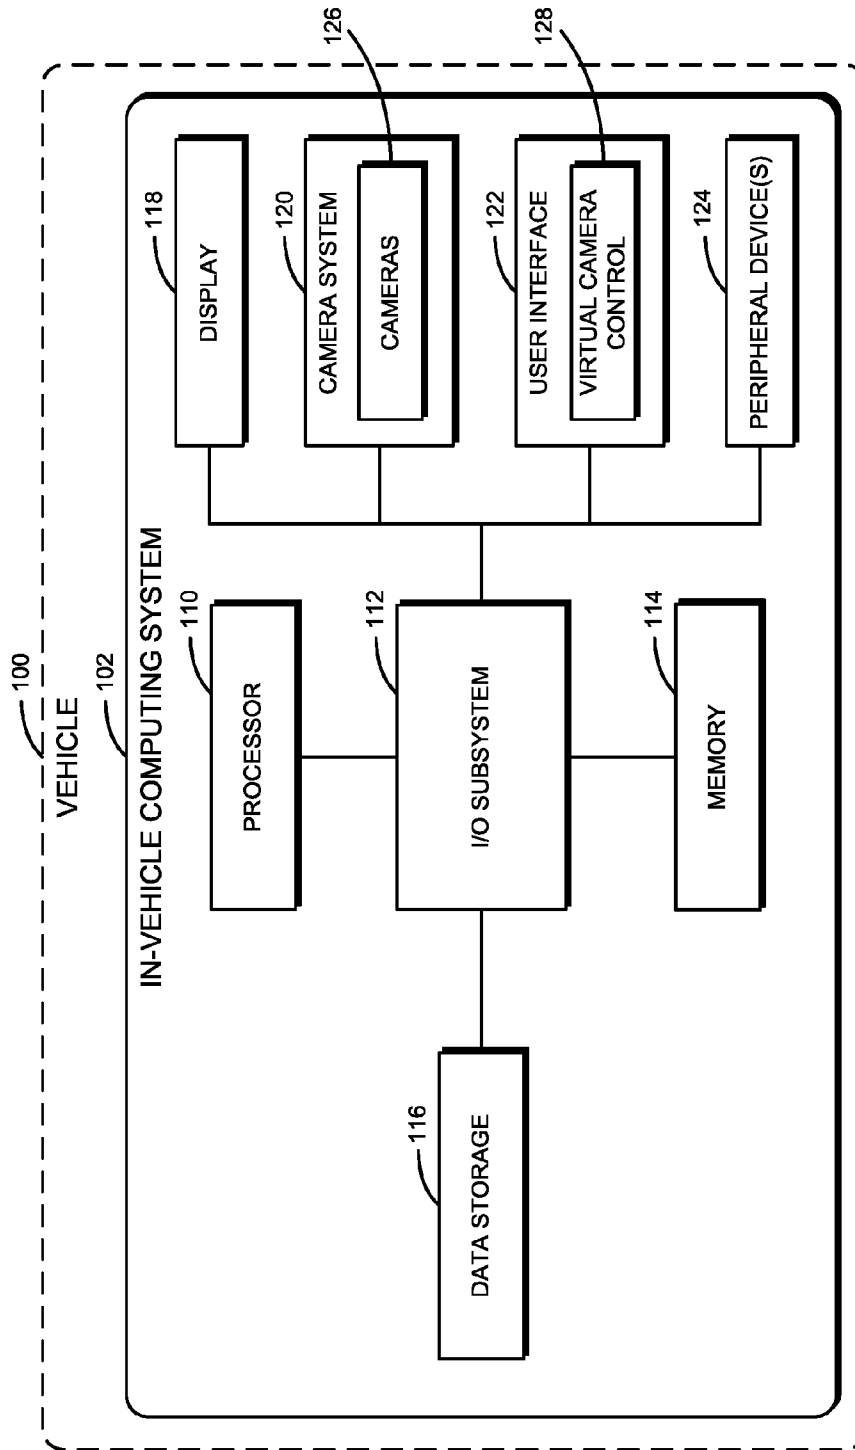 100
VEHICLE
102
IN-VEHICLE COMPUTING SYSTEM
116
DATA STORAGE
110
PROCESSOR
112
I/O SUBSYSTEM
114
MEMORY
118
DISPLAY
120
CAMERA SYSTEM
126
CAMERAS
122
USER INTERFACE
128
VIRTUAL CAMERA
CONTROL
124
PERIPHERAL DEVICE(S)